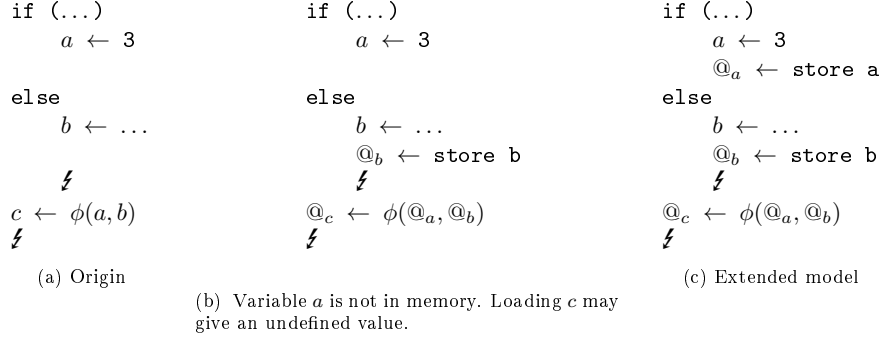 if (...)
a ← 3
else
b ← ...
c ← ϕ(a, b)
(a) Origin
if (...)
a ← 3
else
b ← ...
@b ← store b
@c ← ϕ(@a, @b)
(b) Variable a is not in memory. Loading c may
give an undefined value.
if (...)
a ← 3
@a ← store a
else
b ← ...
@b ← store b
@c ← ϕ(@a, @b)
(c) Extended model